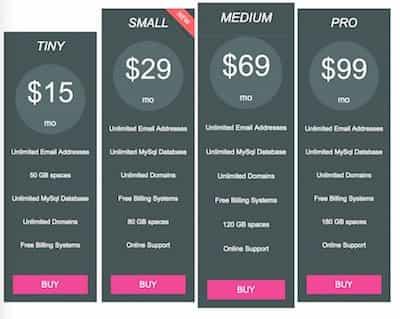 TINY
$15
mo
Unlimited Email Addresses
50 GB spaces
Unlimited MySql Database
Unlimited Domains
Free Billing Systems
BUY
SMALL
NEW
$29
mo
Unlimited Email Addresses
Unlimited MySql Database
Unlimited Domains
Free Billing Systems
80 GB spaces
Online Support
BUY
MEDIUM
$69
mo
Unlimited Email Addresses
Unlimited MySql Database
Unlimited Domains
Free Billing Systems
120 GB spaces
Online Support
BUY
PRO
$99
mo
Unlimited Email Addresses
Unlimited MySql Database
Unlimited Domains
Free Billing Systems
180 GB spaces
Online Support
BUY